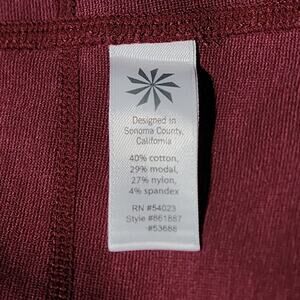 Designed in
Sonoma County,
California
40% cotton,
29% modal,
27% nylon,
4% spandex
RN #54023
Style #861887
#53688